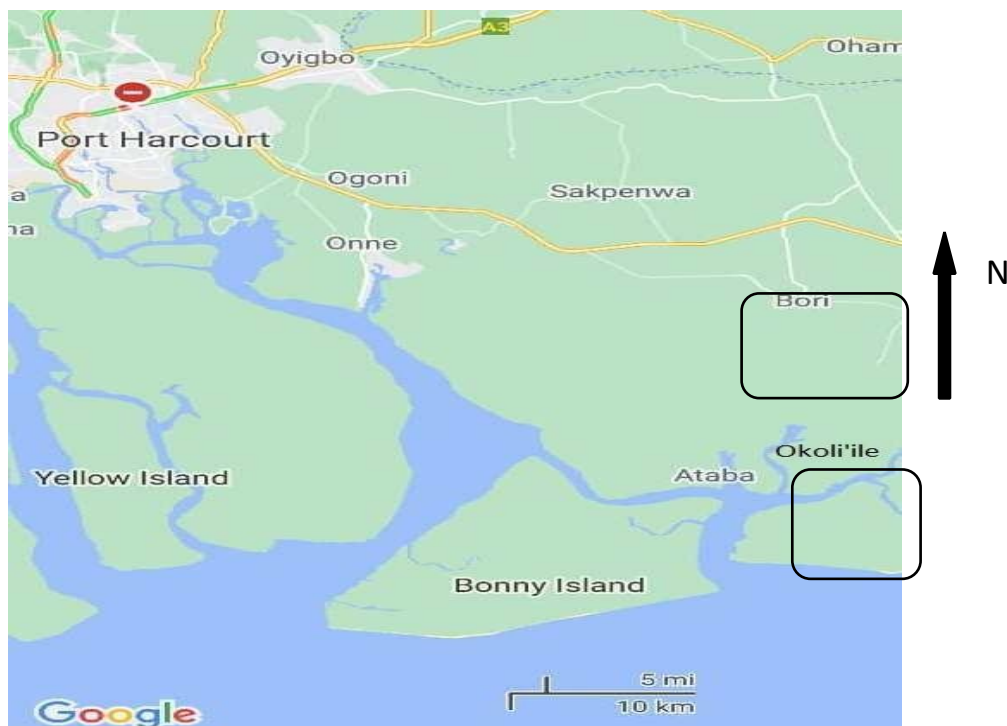 A3
Oyigbo
Oham
Port Harcourt
Ogoni
Sakpenwa
a
na
Onne
N
Bori
Okoli'ile
Yellow Island
Ataba
Bonny Island
5 mi
10 km
Google